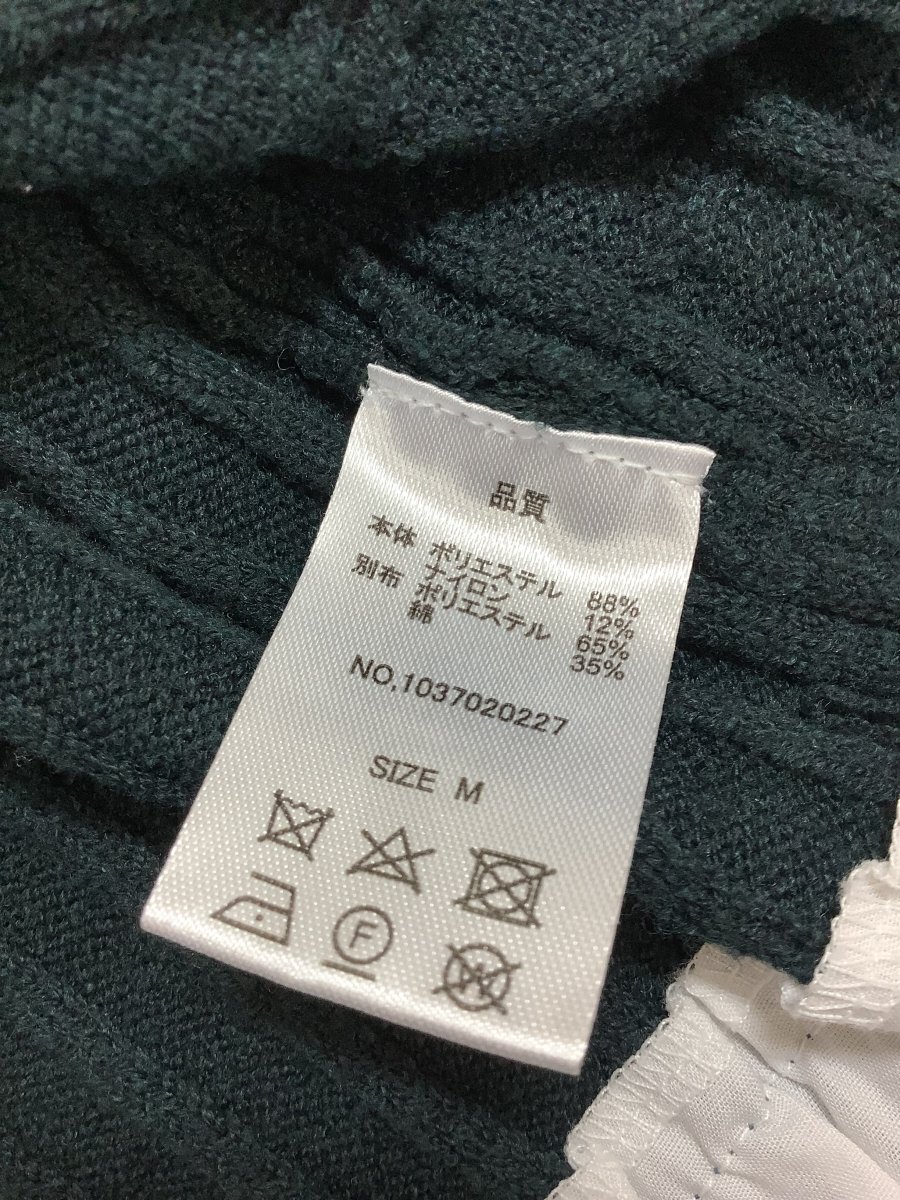 品質
本体 ポリエステル 88%
ナイロン 12%
別布 ポリエステル 65%
綿 35%
NO,1037020227
SIZE M
F
W